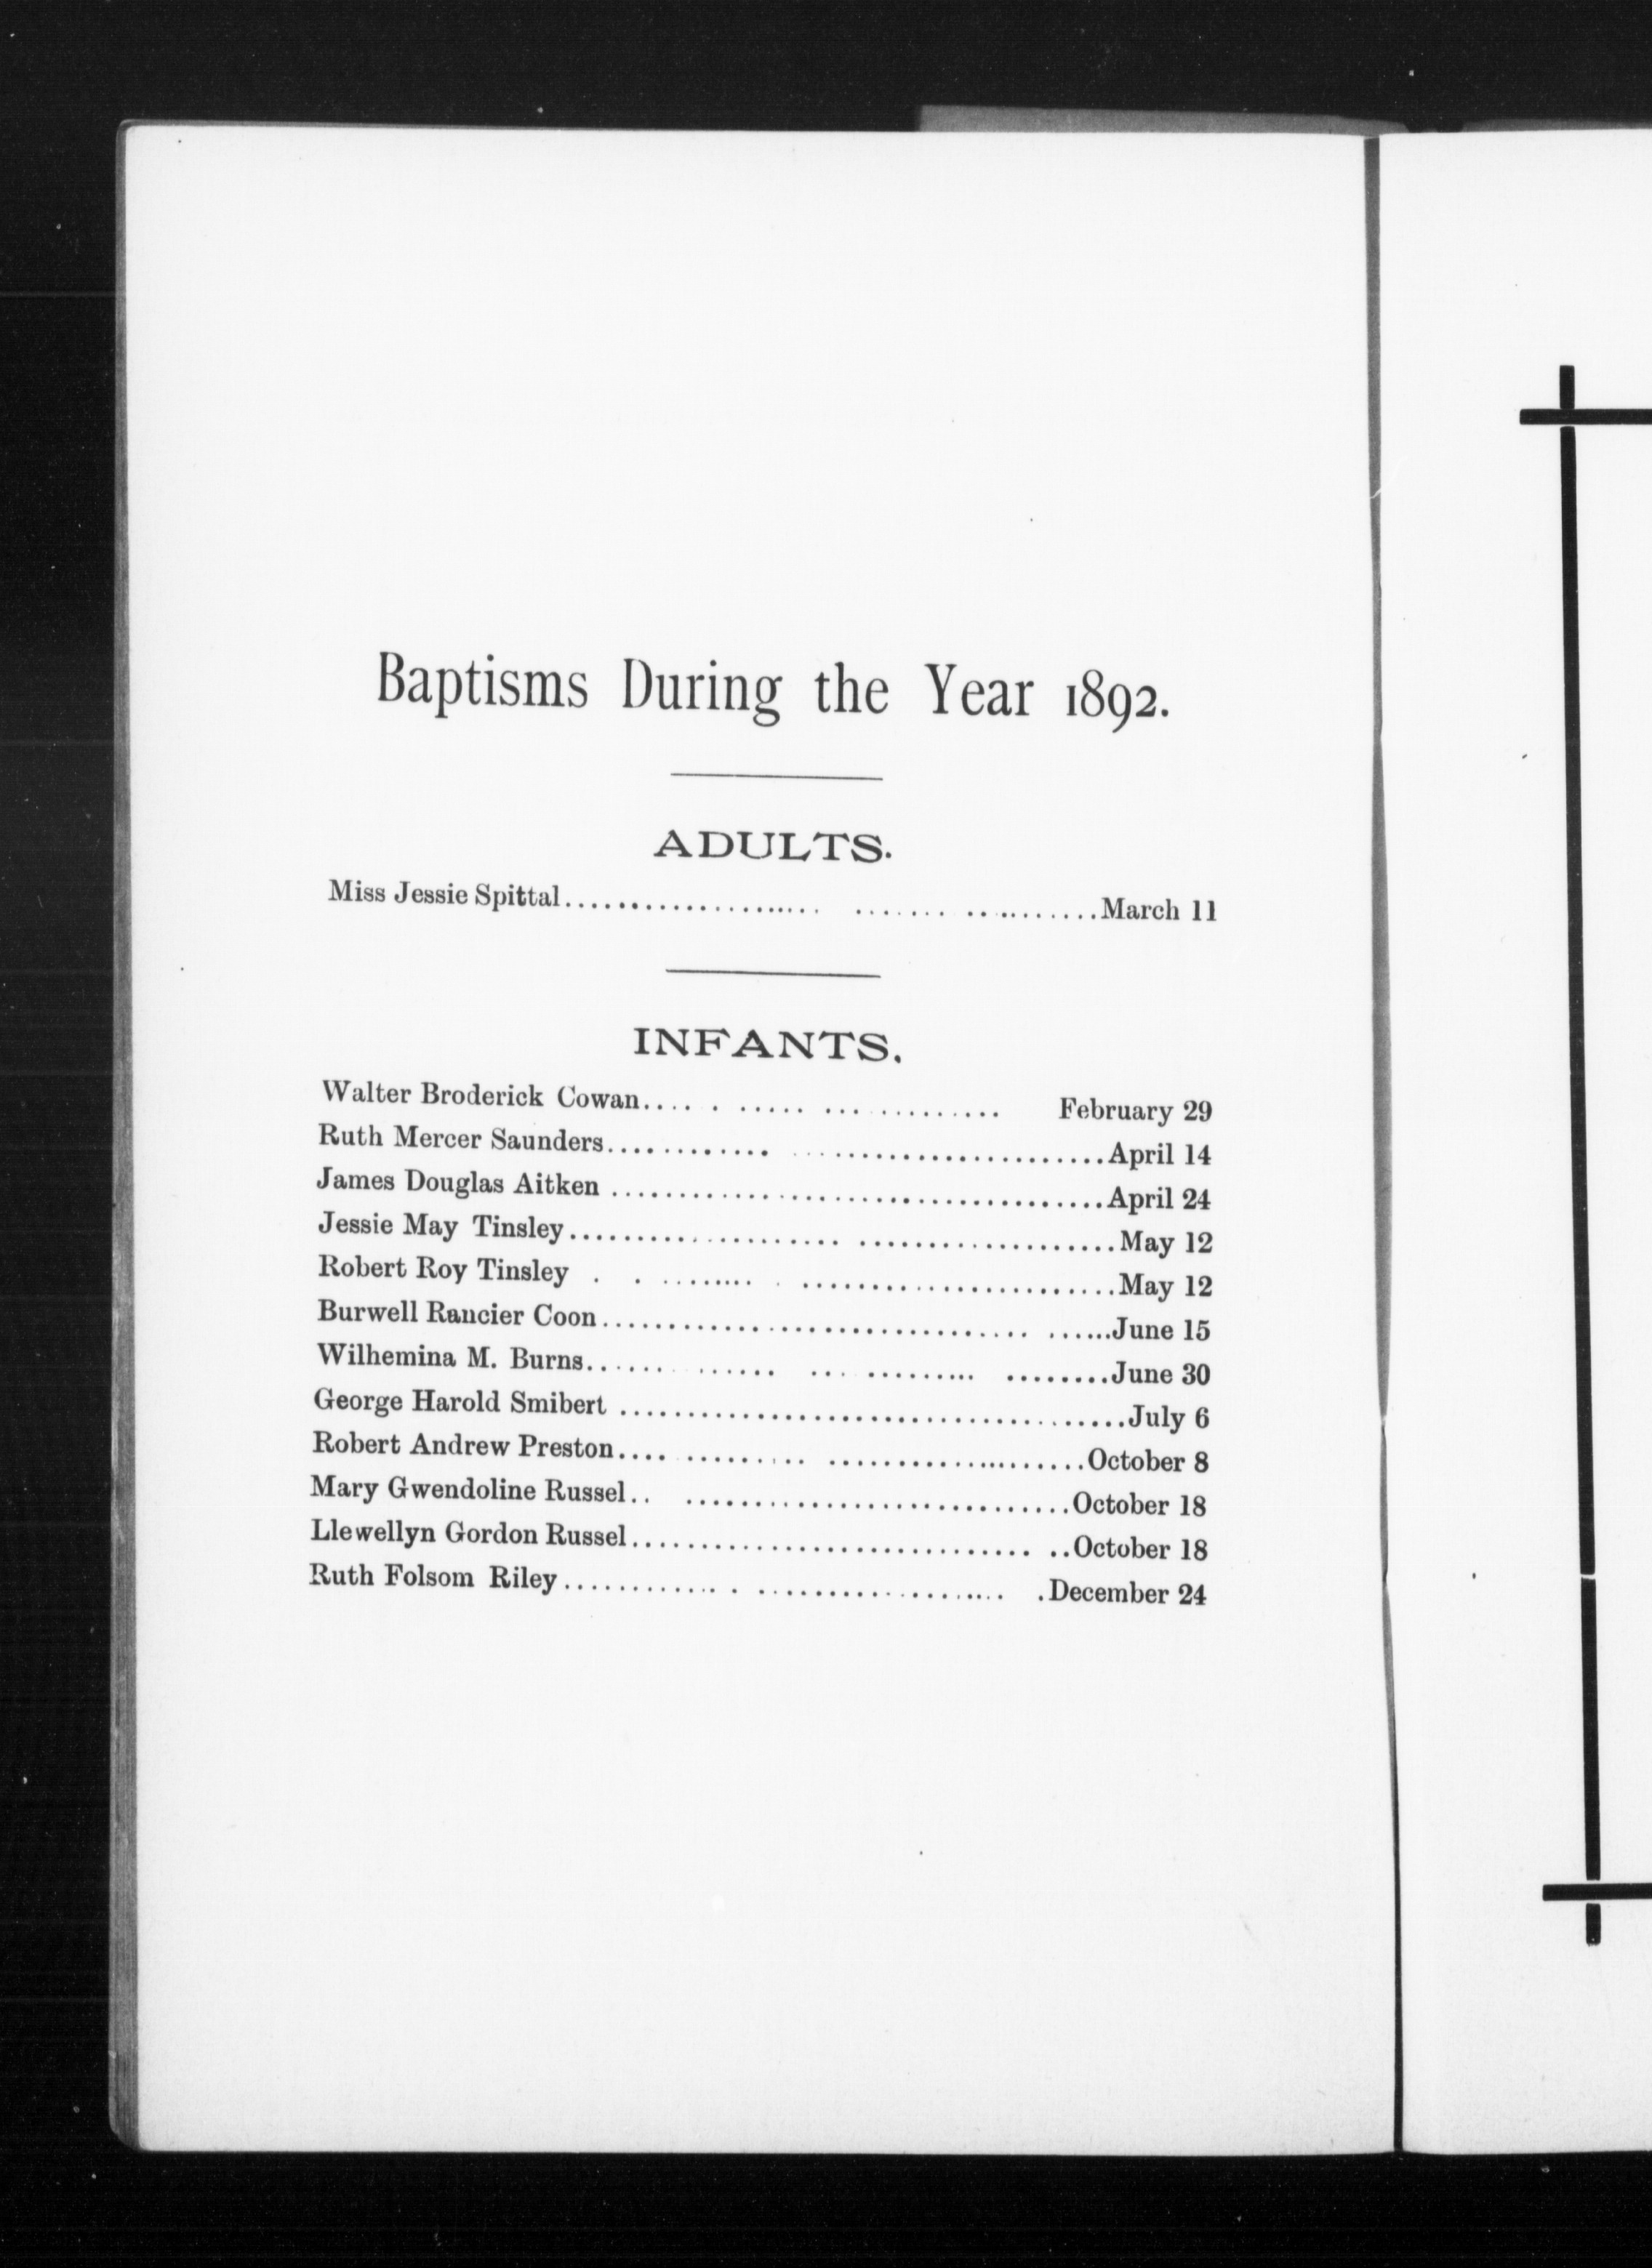 Baptisms During the Year 1892.
ADULTS.
Miss Jessie Spittal.......................................March 11
INFANTS.
Walter Broderick Cowan.......................... February 29
Ruth Mercer Saunders....................................April 14
James Douglas Aitken ....................................April 24
Jessie May Tinsley.......................................May 12
Robert Roy Tinsley .......................................May 12
Burwell Rancier Coon.....................................June 15
Wilhemina M. Burns.....................................June 30
George Harold Smibert .....................................July 6
Robert Andrew Preston..................................October 8
Mary Gwendoline Russel................................October 18
Llewellyn Gordon Russel................................October 18
Ruth Folsom Riley..................................December 24